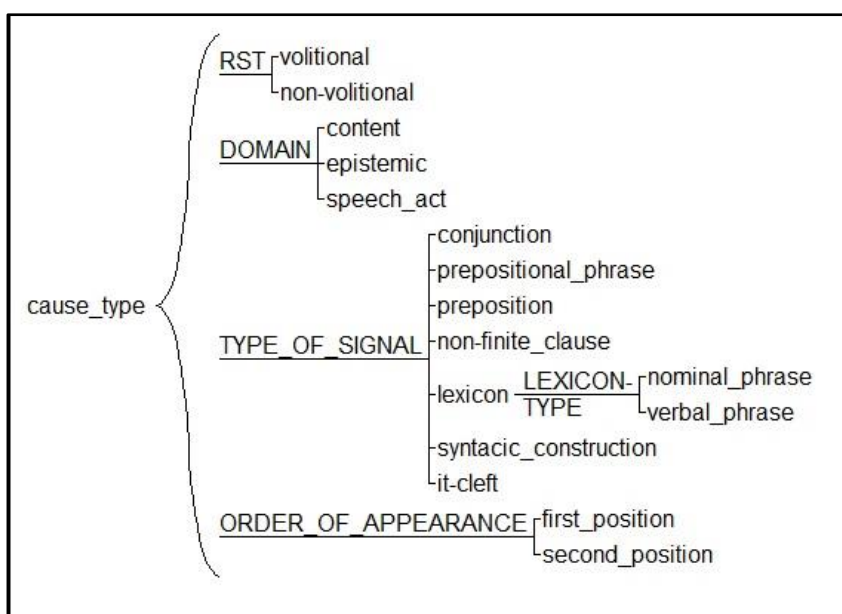 RST
volitional
non-volitional
DOMAIN
content
epistemic
speech_act
cause_type
TYPE_OF_SIGNAL
conjunction
prepositional_phrase
preposition
non-finite_clause
lexicon
LEXICON-
TYPE
nominal_phrase
verbal_phrase
syntacic_construction
it-cleft
ORDER_OF_APPEARANCE
first_position
second_position